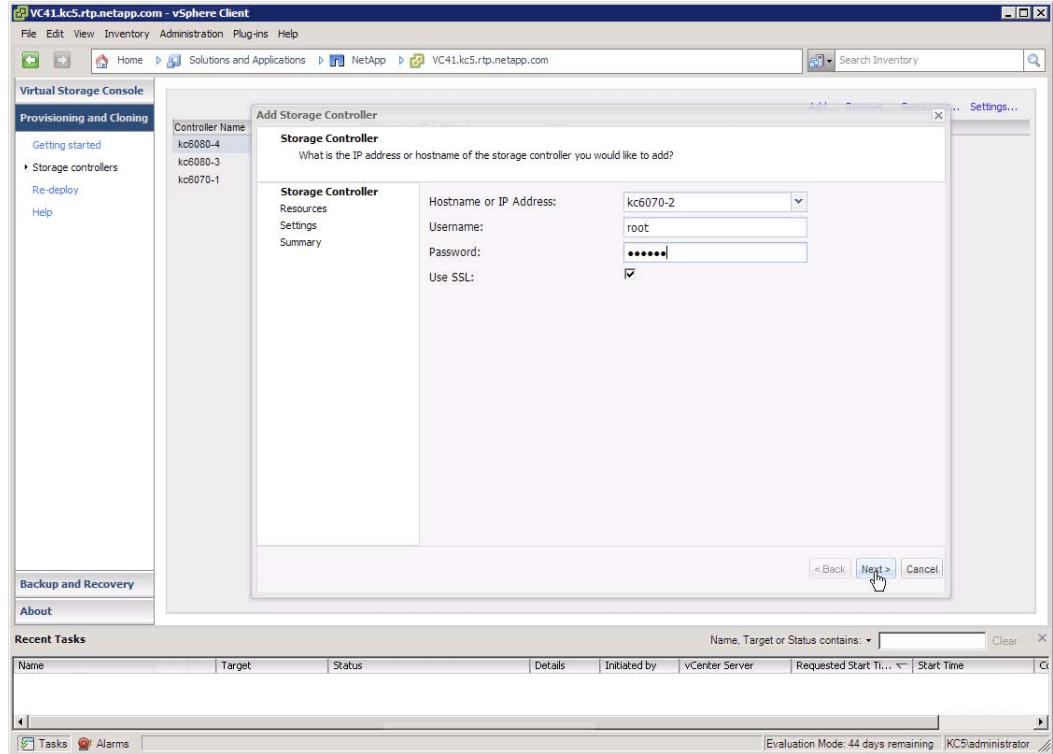 VC41.kc5.rtp.netapp.com - vSphere Client
File Edit View Inventory Administration Plug-ins Help
Home Solutions and Applications NetApp VC41.kc5.rtp.netapp.com Search Inventory
Virtual Storage Console
Provisioning and Cloning
Getting started
Storage controllers
Re-deploy
Help
Backup and Recovery
About
Settings...
Controller Name
kc6080-4
kc6080-3
kc6070-1
Add Storage Controller
Storage Controller
What is the IP address or hostname of the storage controller you would like to add?
Storage Controller
Resources
Settings
Summary
Hostname or IP Address: kc6070-2
Username: root
Password: ••••••
Use SSL:
< Back Next > Cancel
Recent Tasks
Name, Target or Status contains: Clear
Name Target Status Details Initiated by vCenter Server Requested Start Ti... Start Time
Tasks Alarms Evaluation Mode: 44 days remaining KC5\administrator